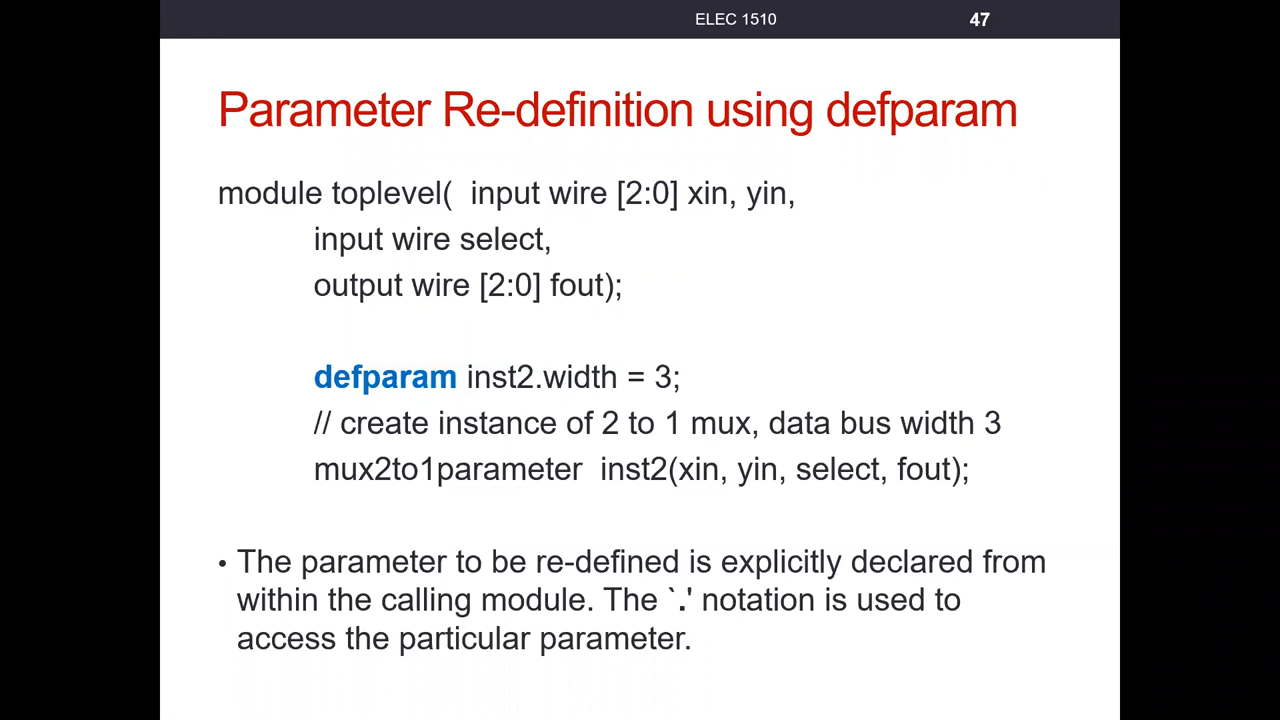 ELEC 1510 47
Parameter Re-definition using defparam
module toplevel( input wire [2:0] xin, yin,
input wire select,
output wire [2:0] fout);
defparam inst2.width = 3;
// create instance of 2 to 1 mux, data bus width 3
mux2to1parameter inst2(xin, yin, select, fout);
• The parameter to be re-defined is explicitly declared from
within the calling module. The `.' notation is used to
access the particular parameter.